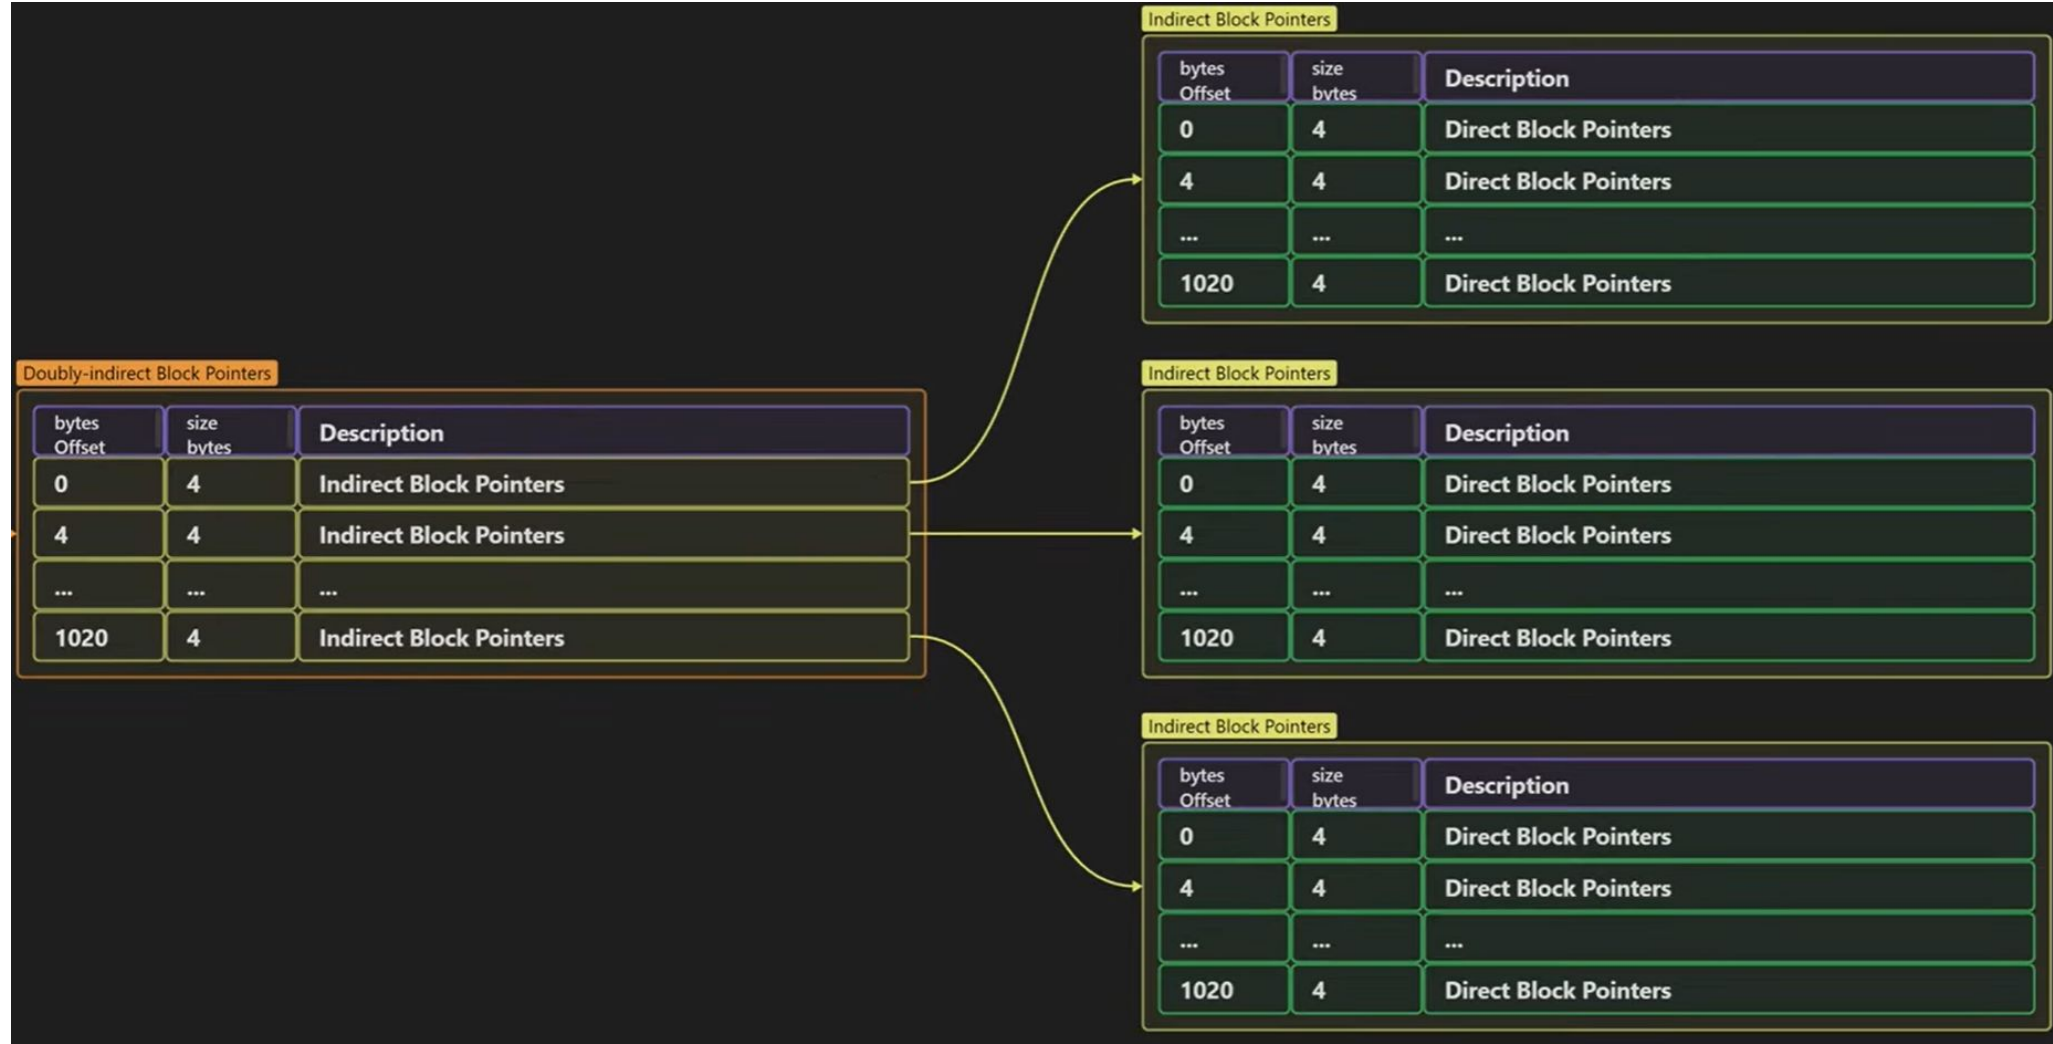 Indirect Block Pointers
bytes Offset size bytes Description
0 4 Direct Block Pointers
4 4 Direct Block Pointers
... ... ...
1020 4 Direct Block Pointers
Doubly-indirect Block Pointers
bytes Offset size bytes Description
0 4 Indirect Block Pointers
4 4 Indirect Block Pointers
... ... ...
1020 4 Indirect Block Pointers
Indirect Block Pointers
bytes Offset size bytes Description
0 4 Direct Block Pointers
4 4 Direct Block Pointers
... ... ...
1020 4 Direct Block Pointers
Indirect Block Pointers
bytes Offset size bytes Description
0 4 Direct Block Pointers
4 4 Direct Block Pointers
... ... ...
1020 4 Direct Block Pointers